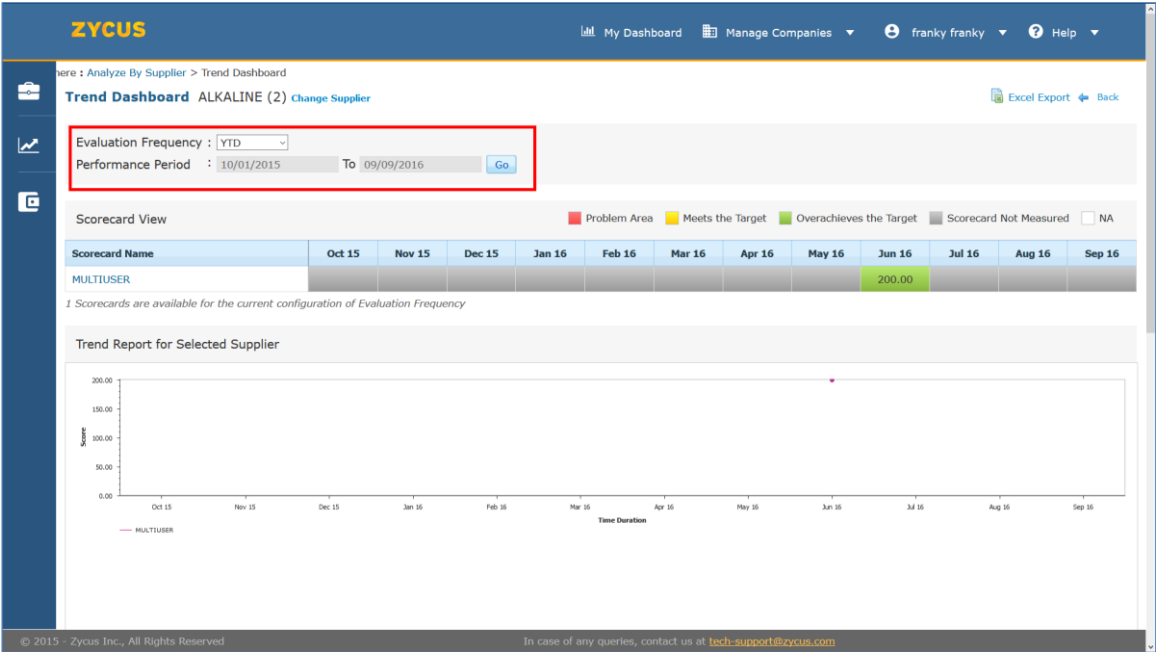 ZYCUS
My Dashboard Manage Companies franky franky Help
here : Analyze By Supplier > Trend Dashboard
Trend Dashboard ALKALINE (2) Change Supplier
Excel Export Back
Evaluation Frequency : YTD
Performance Period : 10/01/2015 To 09/09/2016 Go
Scorecard View
Problem Area Meets the Target Overachieves the Target Scorecard Not Measured NA
Scorecard Name Oct 15 Nov 15 Dec 15 Jan 16 Feb 16 Mar 16 Apr 16 May 16 Jun 16 Jul 16 Aug 16 Sep 16
MULTIUSER 200.00
1 Scorecards are available for the current configuration of Evaluation Frequency
Trend Report for Selected Supplier
200.00
150.00
100.00
50.00
0.00
Score
Oct 15 Nov 15 Dec 15 Jan 16 Feb 16 Mar 16 Apr 16 May 16 Jun 16 Jul 16 Aug 16 Sep 16
Time Duration
MULTIUSER
© 2015 - Zycus Inc., All Rights Reserved
In case of any queries, contact us at tech-support@zycus.com